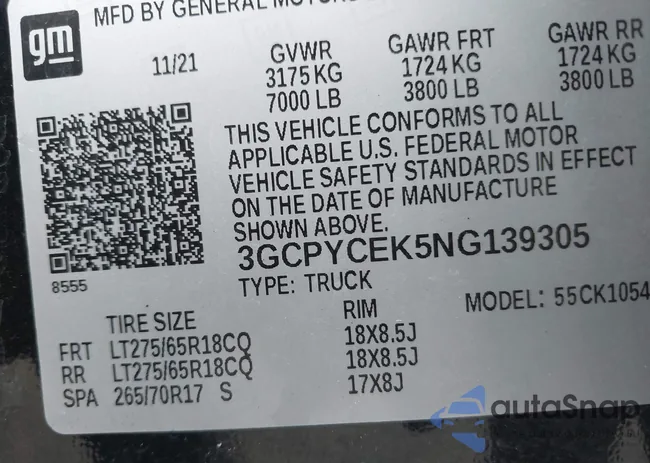 gm
MFD BY GENERAL MOTORS
11/21
GVWR GAWR FRT GAWR RR
3175 KG 1724 KG 1724 KG
7000 LB 3800 LB 3800 LB
THIS VEHICLE CONFORMS TO ALL
APPLICABLE U.S. FEDERAL MOTOR
VEHICLE SAFETY STANDARDS IN EFFECT
ON THE DATE OF MANUFACTURE
SHOWN ABOVE.
3GCPYCEK5NG139305
8555
TYPE: TRUCK
MODEL: 55CK1054
TIRE SIZE RIM
FRT LT275/65R18CQ 18X8.5J
RR LT275/65R18CQ 18X8.5J
SPA 265/70R17 S 17X8J
autoSnap